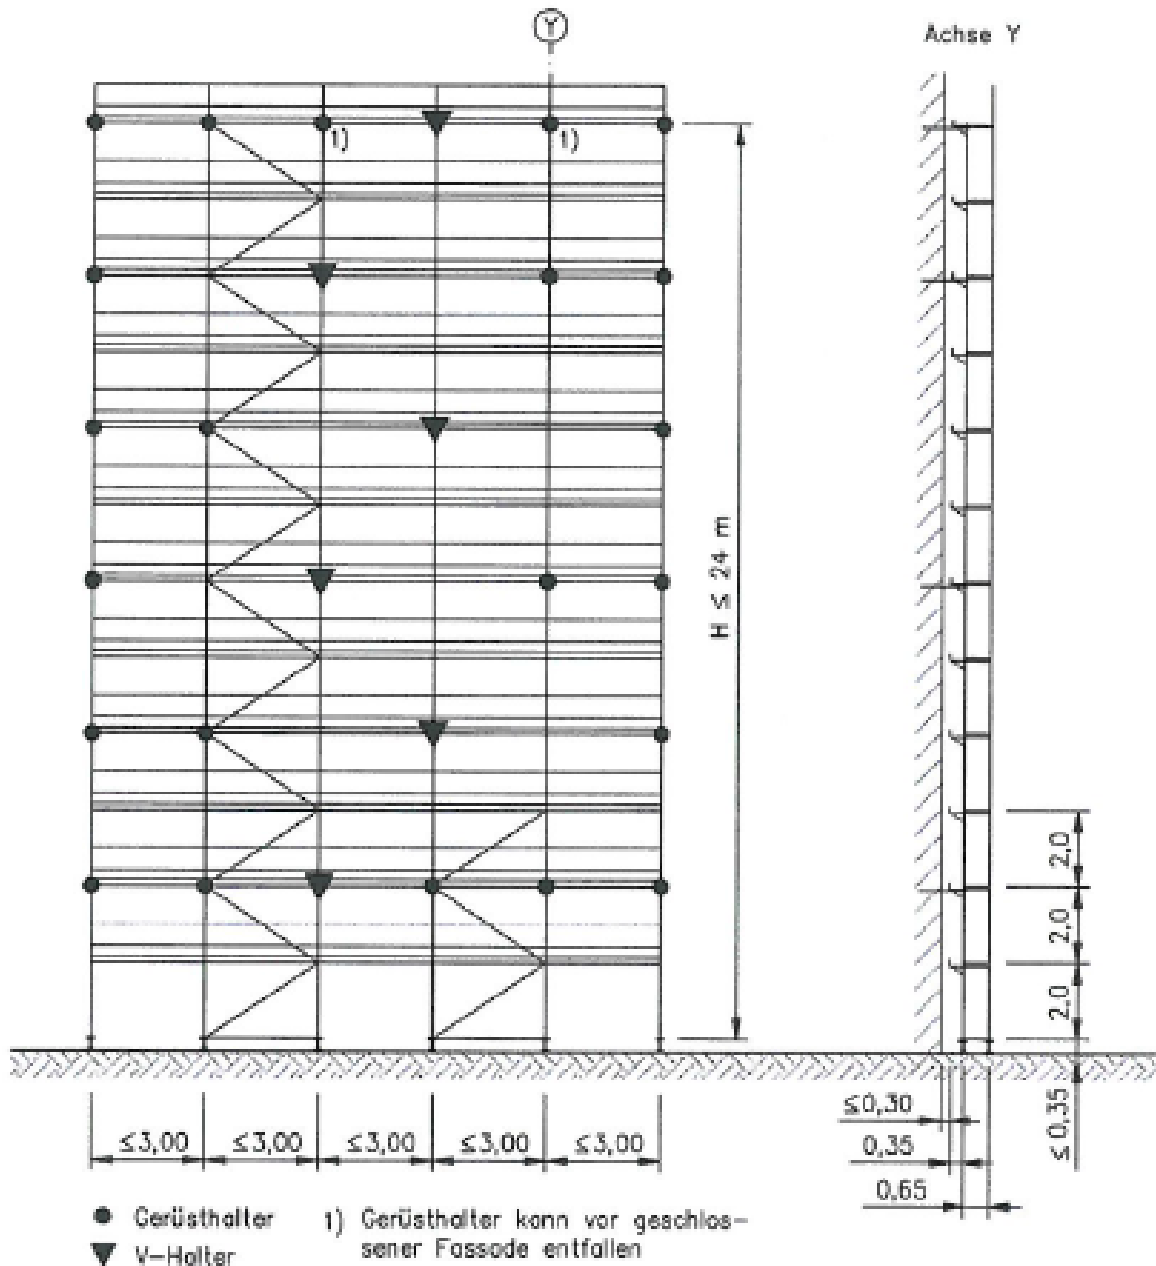 Y
Achse Y
1)
1)
H ≤ 24 m
2,0
2,0
2,0
≤0,35
≤3,00
≤3,00
≤3,00
≤3,00
≤3,00
≤0,30
0,35
0,65
Gerüsthalter
V-Halter
1) Gerüsthalter kann vor geschlos-
sener Fassade entfallen